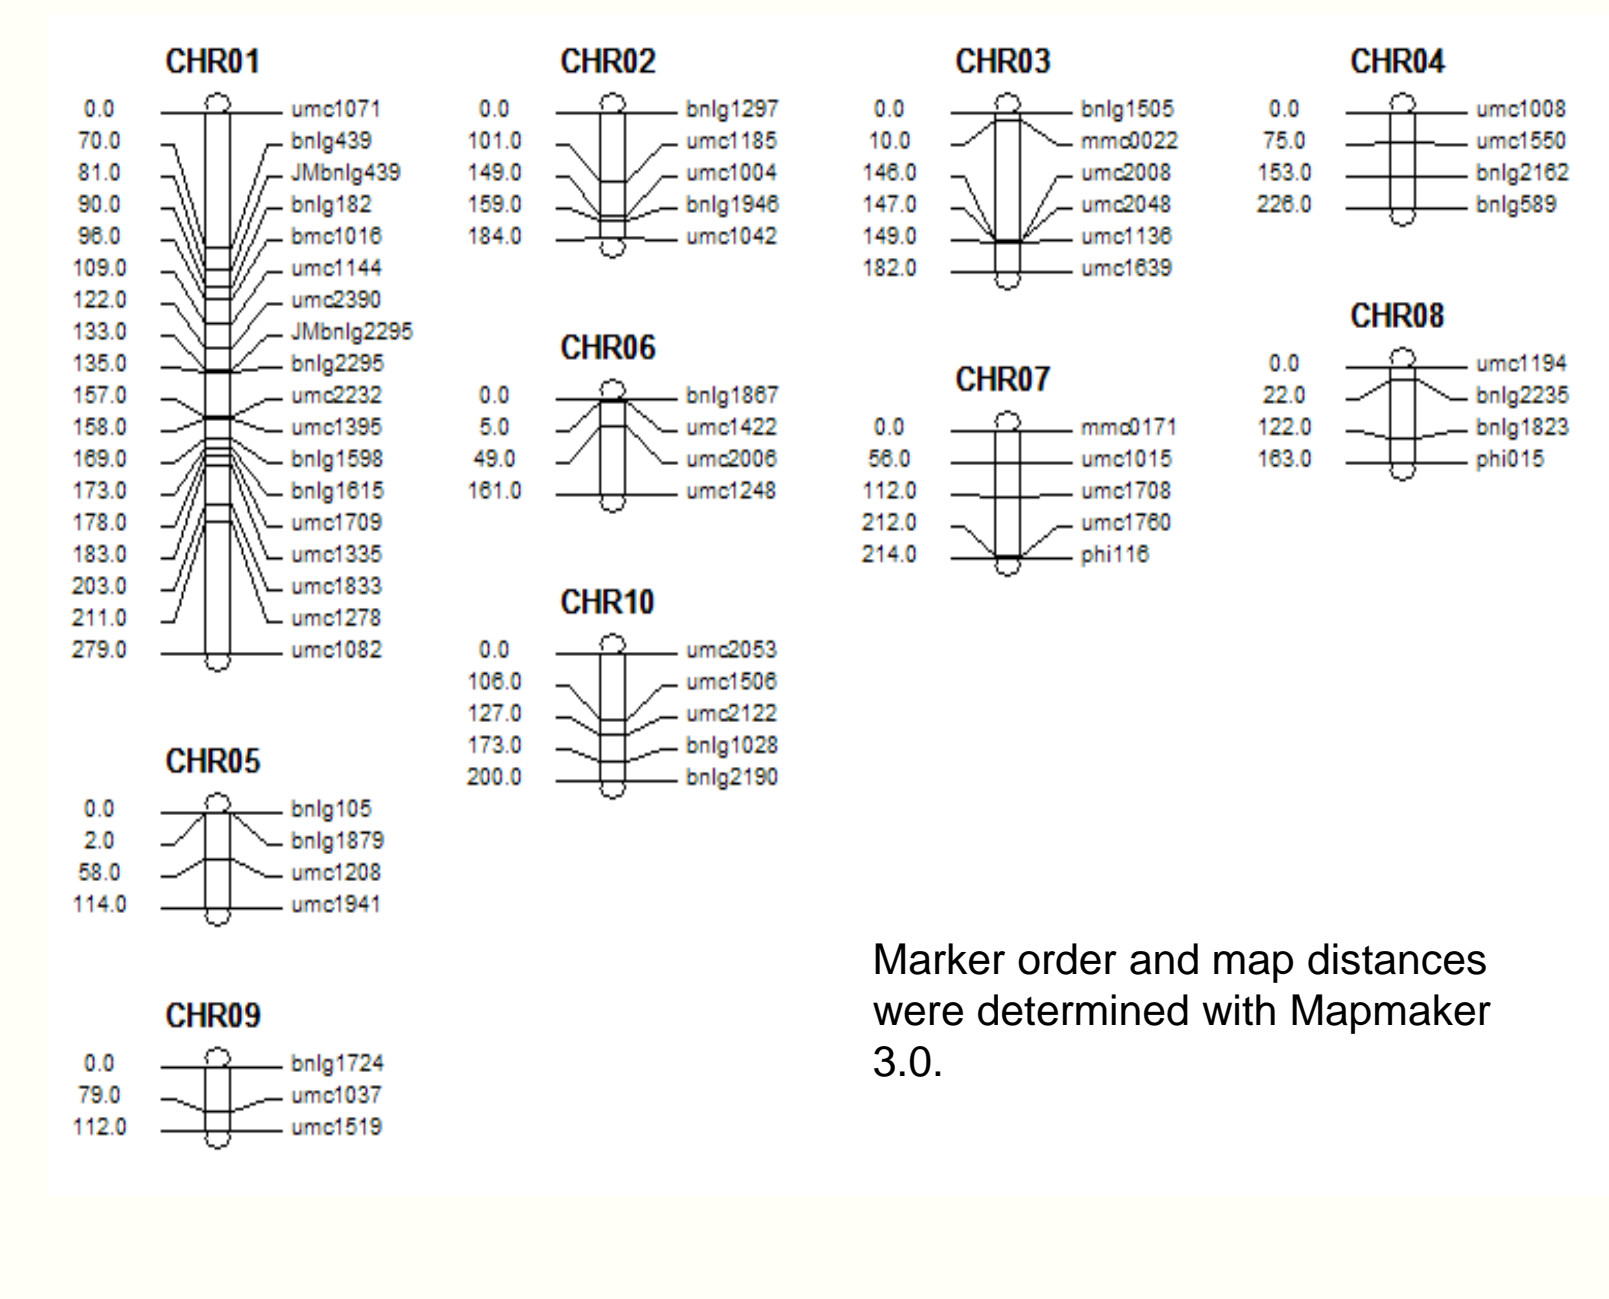 CHR01
0.0 umc1071
70.0 bnlg439
81.0 JMbnlg439
90.0 bnlg182
96.0 bmc1016
109.0 umc1144
122.0 umc2390
133.0 JMbnlg2295
135.0 bnlg2295
157.0 umc2232
158.0 umc1395
169.0 bnlg1598
173.0 bnlg1615
178.0 umc1709
183.0 umc1335
203.0 umc1833
211.0 umc1278
279.0 umc1082
CHR02
0.0 bnlg1297
101.0 umc1185
149.0 umc1004
159.0 bnlg1946
184.0 umc1042
CHR03
0.0 bnlg1505
10.0 mmc0022
146.0 umc2008
147.0 umc2048
149.0 umc1136
182.0 umc1639
CHR04
0.0 umc1008
75.0 umc1550
153.0 bnlg2162
226.0 bnlg589
CHR05
0.0 bnlg105
2.0 bnlg1879
58.0 umc1208
114.0 umc1941
CHR06
0.0 bnlg1867
5.0 umc1422
49.0 umc2006
161.0 umc1248
CHR07
0.0 mmc0171
56.0 umc1015
112.0 umc1708
212.0 umc1760
214.0 phi116
CHR08
0.0 umc1194
22.0 bnlg2235
122.0 bnlg1823
163.0 phi015
CHR09
0.0 bnlg1724
79.0 umc1037
112.0 umc1519
CHR10
0.0 umc2053
106.0 umc1506
127.0 umc2122
173.0 bnlg1028
200.0 bnlg2190
Marker order and map distances
were determined with Mapmaker
3.0.